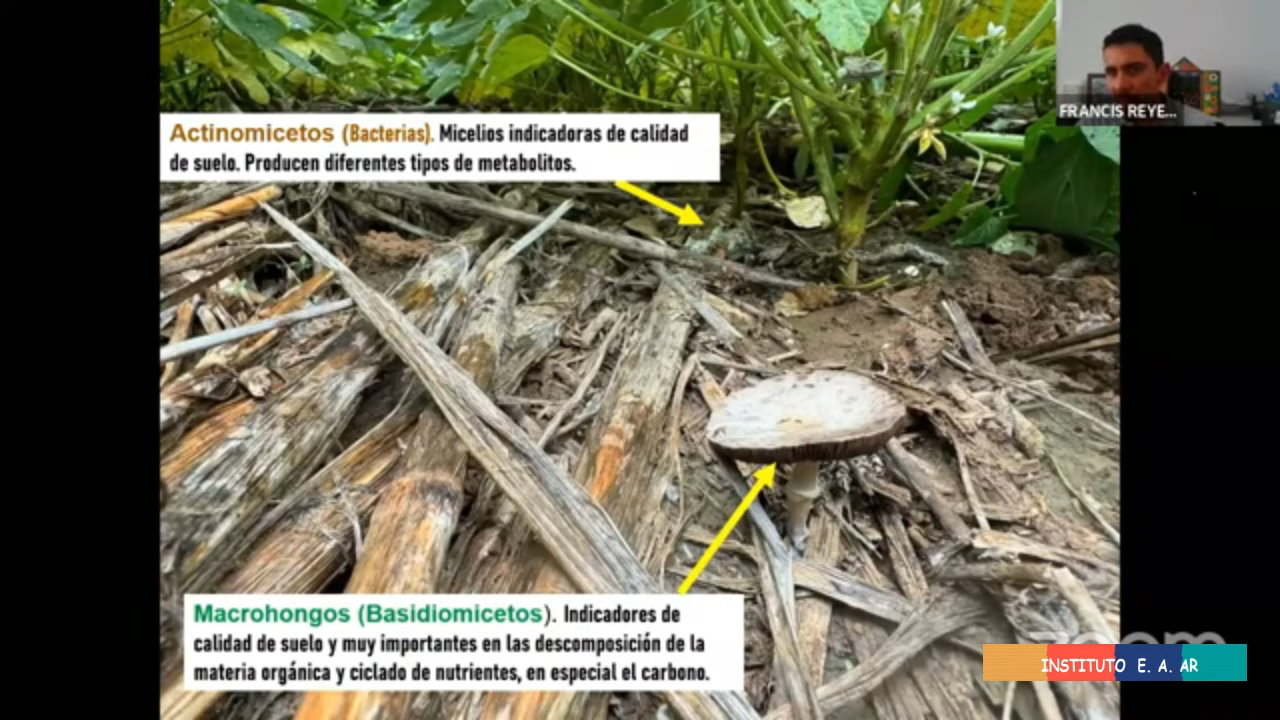 FRANCIS REYE...
Actinomicetos (Bacterias). Micelios indicadoras de calidad
de suelo. Producen diferentes tipos de metabolitos.
Macrohongos (Basidiomicetos). Indicadores de
calidad de suelo y muy importantes en las descomposición de la
materia orgánica y ciclado de nutrientes, en especial el carbono.
zoom
INSTITUTO E. A. AR